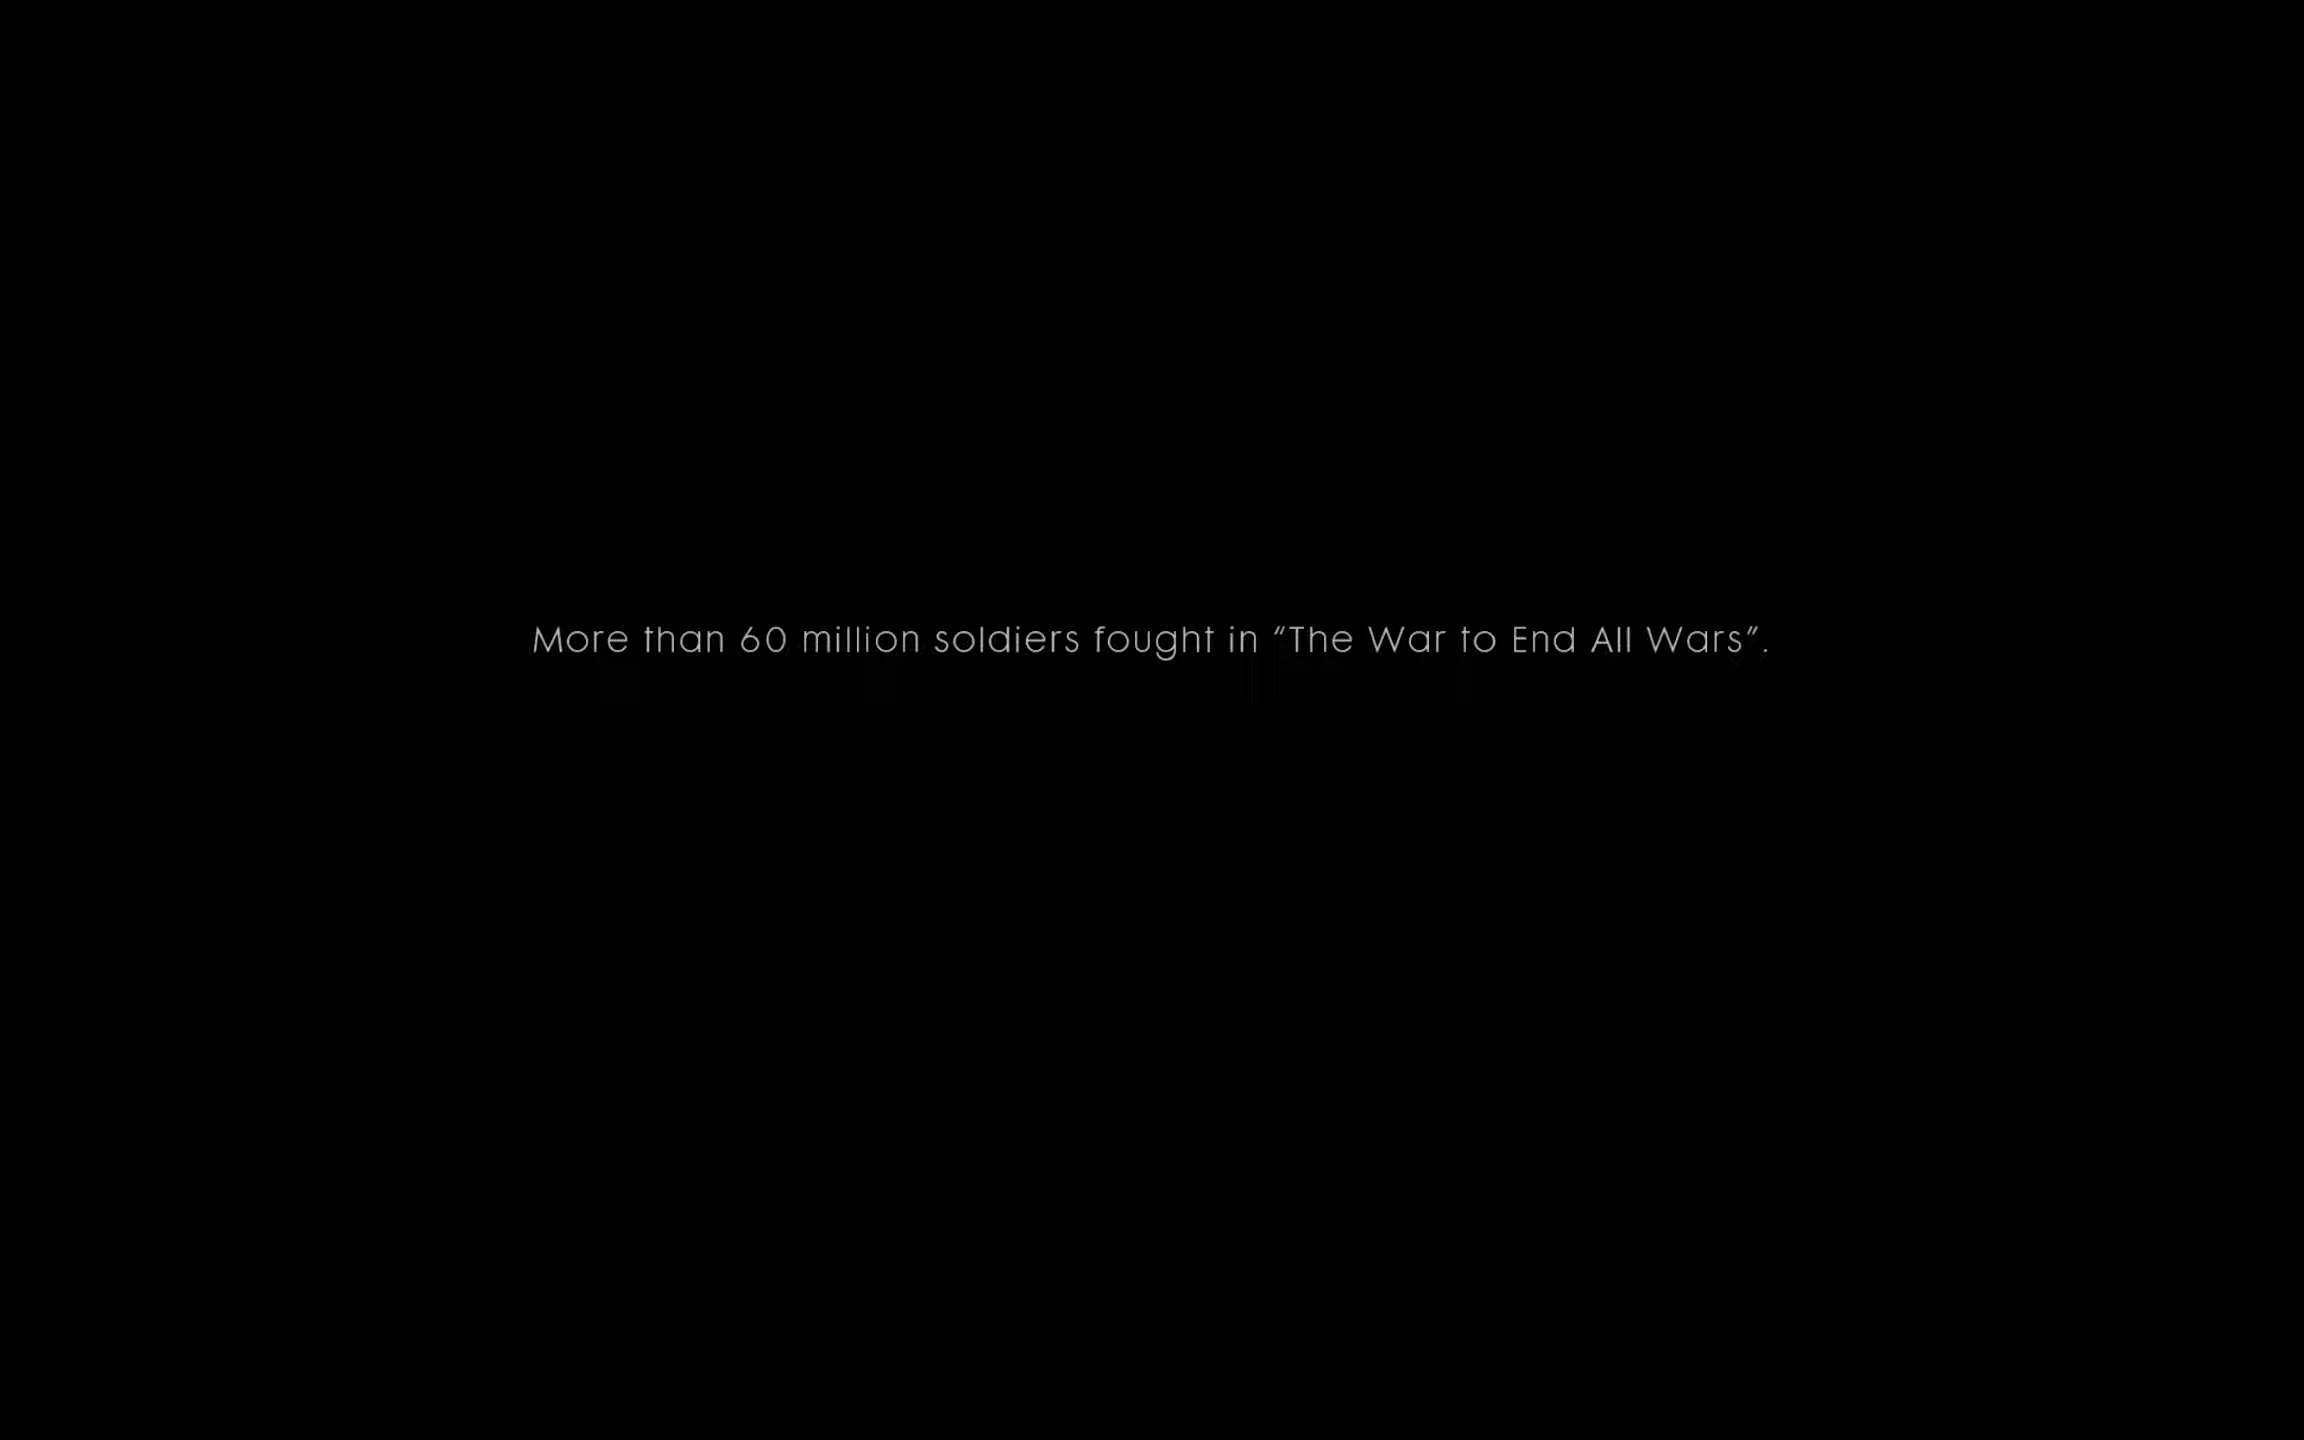 More than 60 million soldiers fought in “The War to End All Wars”.